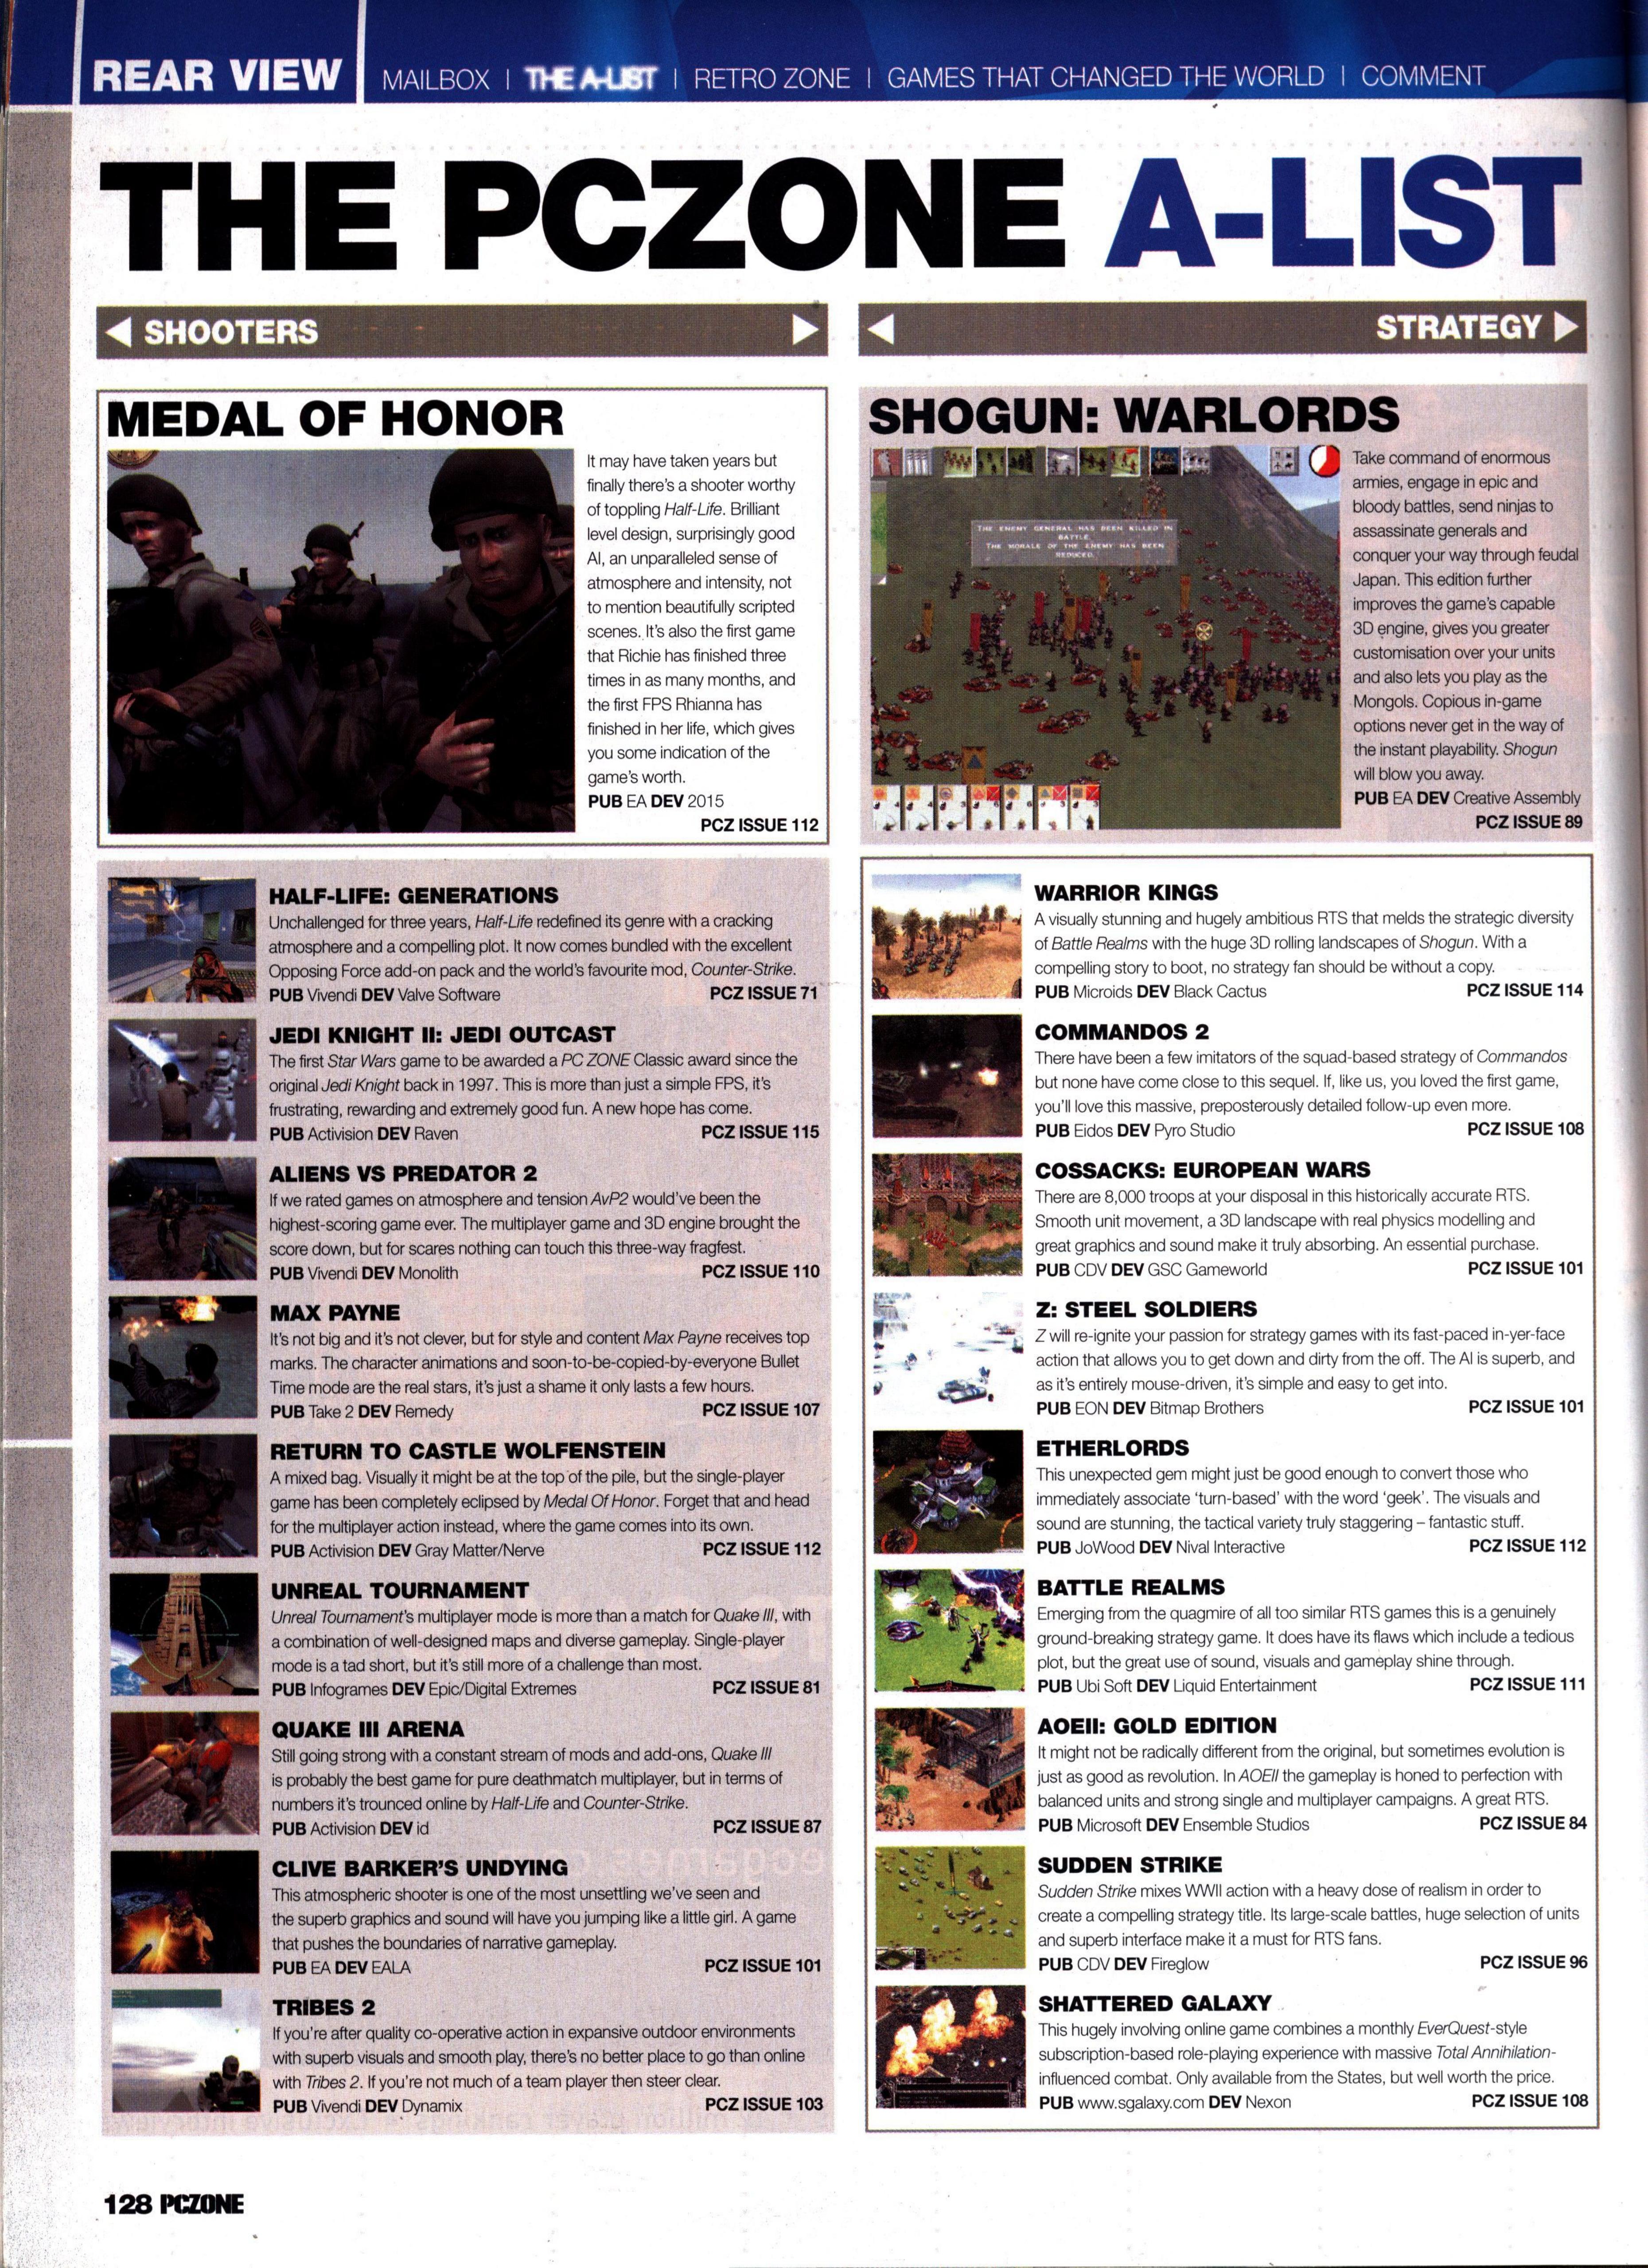 REAR VIEW
MAILBOX | THE A-LIST | RETRO ZONE | GAMES THAT CHANGED THE WORLD | COMMENT
THE PCZONE A-LIST
SHOOTERS
MEDAL OF HONOR
It may have taken years but
finally there's a shooter worthy
of toppling Half-Life. Brilliant
level design, surprisingly good
AI, an unparalleled sense of
atmosphere and intensity, not
to mention beautifully scripted
scenes. It's also the first game
that Richie has finished three
times in as many months, and
the first FPS Rhianna has
finished in her life, which gives
you some indication of the
game's worth.
PUB EA DEV 2015
PCZ ISSUE 112
HALF-LIFE: GENERATIONS
Unchallenged for three years, Half-Life redefined its genre with a cracking
atmosphere and a compelling plot. It now comes bundled with the excellent
Opposing Force add-on pack and the world's favourite mod, Counter-Strike.
PUB Vivendi DEV Valve Software PCZ ISSUE 71
JEDI KNIGHT II: JEDI OUTCAST
The first Star Wars game to be awarded a PC ZONE Classic award since the
original Jedi Knight back in 1997. This is more than just a simple FPS, it's
frustrating, rewarding and extremely good fun. A new hope has come.
PUB Activision DEV Raven PCZ ISSUE 115
ALIENS VS PREDATOR 2
If we rated games on atmosphere and tension AvP2 would've been the
highest-scoring game ever. The multiplayer game and 3D engine brought the
score down, but for scares nothing can touch this three-way fragfest.
PUB Vivendi DEV Monolith PCZ ISSUE 110
MAX PAYNE
It's not big and it's not clever, but for style and content Max Payne receives top
marks. The character animations and soon-to-be-copied-by-everyone Bullet
Time mode are the real stars, it's just a shame it only lasts a few hours.
PUB Take 2 DEV Remedy PCZ ISSUE 107
RETURN TO CASTLE WOLFENSTEIN
A mixed bag. Visually it might be at the top of the pile, but the single-player
game has been completely eclipsed by Medal Of Honor. Forget that and head
for the multiplayer action instead, where the game comes into its own.
PUB Activision DEV Gray Matter/Nerve PCZ ISSUE 112
UNREAL TOURNAMENT
Unreal Tournament's multiplayer mode is more than a match for Quake III, with
a combination of well-designed maps and diverse gameplay. Single-player
mode is a tad short, but it's still more of a challenge than most.
PUB Infogrames DEV Epic/Digital Extremes PCZ ISSUE 81
QUAKE III ARENA
Still going strong with a constant stream of mods and add-ons, Quake III
is probably the best game for pure deathmatch multiplayer, but in terms of
numbers it's trounced online by Half-Life and Counter-Strike.
PUB Activision DEV id PCZ ISSUE 87
CLIVE BARKER'S UNDYING
This atmospheric shooter is one of the most unsettling we've seen and
the superb graphics and sound will have you jumping like a little girl. A game
that pushes the boundaries of narrative gameplay.
PUB EA DEV EALA PCZ ISSUE 101
TRIBES 2
If you're after quality co-operative action in expansive outdoor environments
with superb visuals and smooth play, there's no better place to go than online
with Tribes 2. If you're not much of a team player then steer clear.
PUB Vivendi DEV Dynamix PCZ ISSUE 103
STRATEGY
SHOGUN: WARLORDS
THE ENEMY GENERAL HAS BEEN KILLED IN
BATTLE.
THE MORALE OF THE ENEMY HAS BEEN
REDUCED.
Take command of enormous
armies, engage in epic and
bloody battles, send ninjas to
assassinate generals and
conquer your way through feudal
Japan. This edition further
improves the game's capable
3D engine, gives you greater
customisation over your units
and also lets you play as the
Mongols. Copious in-game
options never get in the way of
the instant playability. Shogun
will blow you away.
PUB EA DEV Creative Assembly
PCZ ISSUE 89
WARRIOR KINGS
A visually stunning and hugely ambitious RTS that melds the strategic diversity
of Battle Realms with the huge 3D rolling landscapes of Shogun. With a
compelling story to boot, no strategy fan should be without a copy.
PUB Microids DEV Black Cactus PCZ ISSUE 114
COMMANDOS 2
There have been a few imitators of the squad-based strategy of Commandos
but none have come close to this sequel. If, like us, you loved the first game,
you'll love this massive, preposterously detailed follow-up even more.
PUB Eidos DEV Pyro Studio PCZ ISSUE 108
COSSACKS: EUROPEAN WARS
There are 8,000 troops at your disposal in this historically accurate RTS.
Smooth unit movement, a 3D landscape with real physics modelling and
great graphics and sound make it truly absorbing. An essential purchase.
PUB CDV DEV GSC Gameworld PCZ ISSUE 101
Z: STEEL SOLDIERS
Z will re-ignite your passion for strategy games with its fast-paced in-yer-face
action that allows you to get down and dirty from the off. The AI is superb, and
as it's entirely mouse-driven, it's simple and easy to get into.
PUB EON DEV Bitmap Brothers PCZ ISSUE 101
ETHERLORDS
This unexpected gem might just be good enough to convert those who
immediately associate 'turn-based' with the word 'geek'. The visuals and
sound are stunning, the tactical variety truly staggering – fantastic stuff.
PUB JoWood DEV Nival Interactive PCZ ISSUE 112
BATTLE REALMS
Emerging from the quagmire of all too similar RTS games this is a genuinely
ground-breaking strategy game. It does have its flaws which include a tedious
plot, but the great use of sound, visuals and gameplay shine through.
PUB Ubi Soft DEV Liquid Entertainment PCZ ISSUE 111
AOEII: GOLD EDITION
It might not be radically different from the original, but sometimes evolution is
just as good as revolution. In AOEII the gameplay is honed to perfection with
balanced units and strong single and multiplayer campaigns. A great RTS.
PUB Microsoft DEV Ensemble Studios PCZ ISSUE 84
SUDDEN STRIKE
Sudden Strike mixes WWII action with a heavy dose of realism in order to
create a compelling strategy title. Its large-scale battles, huge selection of units
and superb interface make it a must for RTS fans.
PUB CDV DEV Fireglow PCZ ISSUE 96
SHATTERED GALAXY
This hugely involving online game combines a monthly EverQuest-style
subscription-based role-playing experience with massive Total Annihilation-
influenced combat. Only available from the States, but well worth the price.
PUB www.sgalaxy.com DEV Nexon PCZ ISSUE 108
128 PCZONE